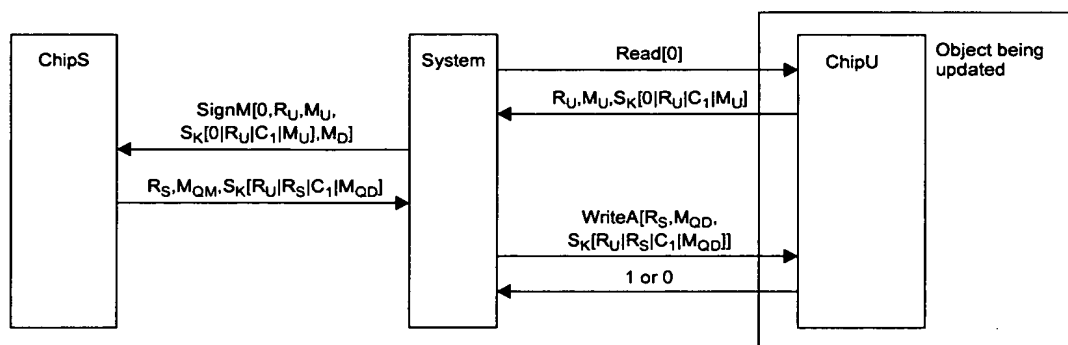 ChipS
System
Read[0]
ChipU
Object being
updated
R_U,M_U,S_K[0|R_U|C_1|M_U]
SignM[0,R_U,M_U,
S_K[0|R_U|C_1|M_U],M_D]
R_S,M_QM,S_K[R_U|R_S|C_1|M_QD]
WriteA[R_S,M_QD,
S_K[R_U|R_S|C_1|M_QD]]
1 or 0